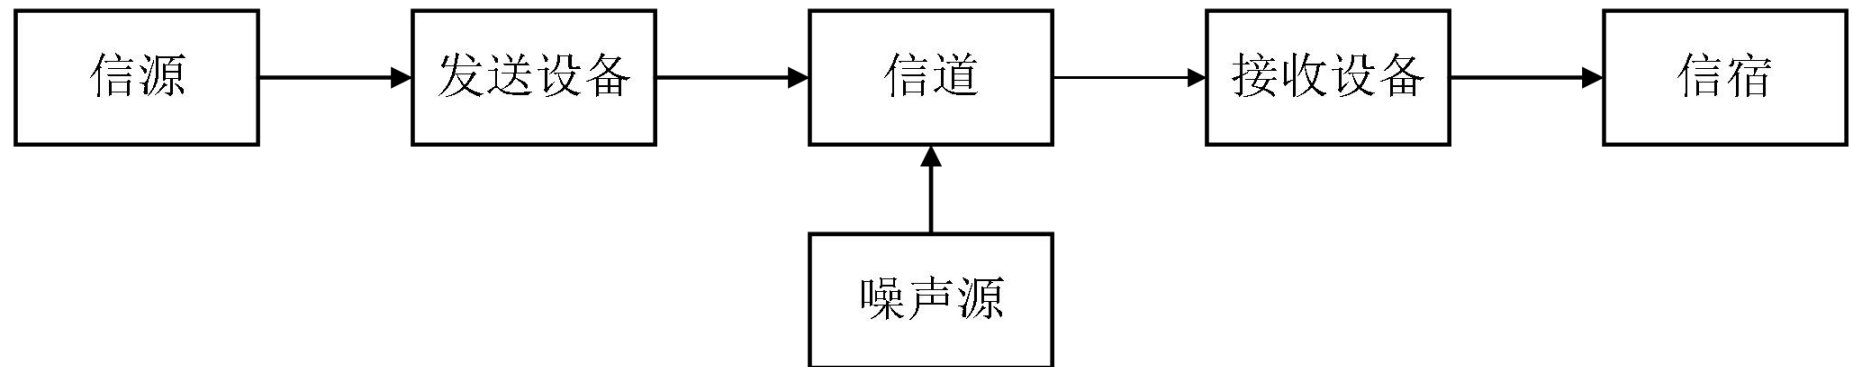 信源
发送设备
信道
接收设备
信宿
噪声源